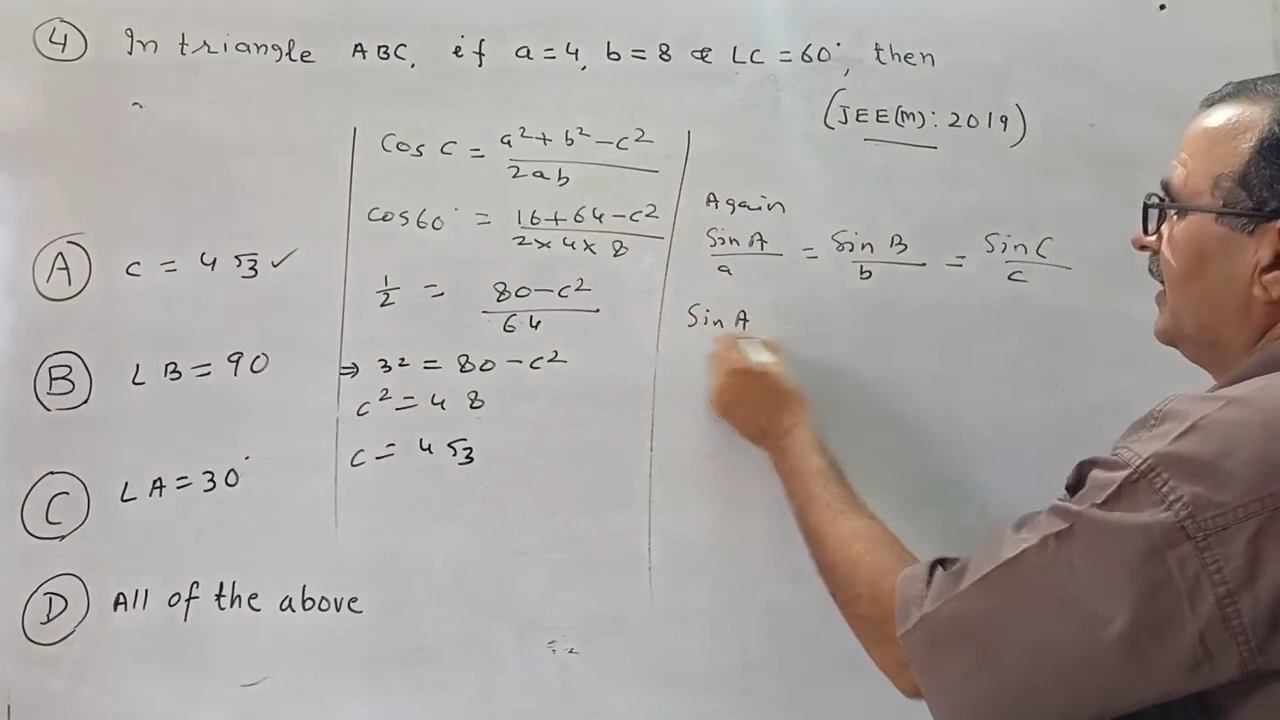 ④ In triangle ABC, if a=4, b=8 & ∠C=60°, then
(JEE(M): 2019)
Ⓐ c = 4√3 ✓
Ⓑ ∠B=90
Ⓒ ∠A=30°
Ⓓ All of the above
Cos C = a²+b²-c² / 2ab
Cos60° = 16+64-c² / 2×4×8
1/2 = 80-c² / 64
⇒ 32 = 80-c²
c²=48
c = 4√3
Again
Sin A / a = Sin B / b = Sin C / c
Sin A